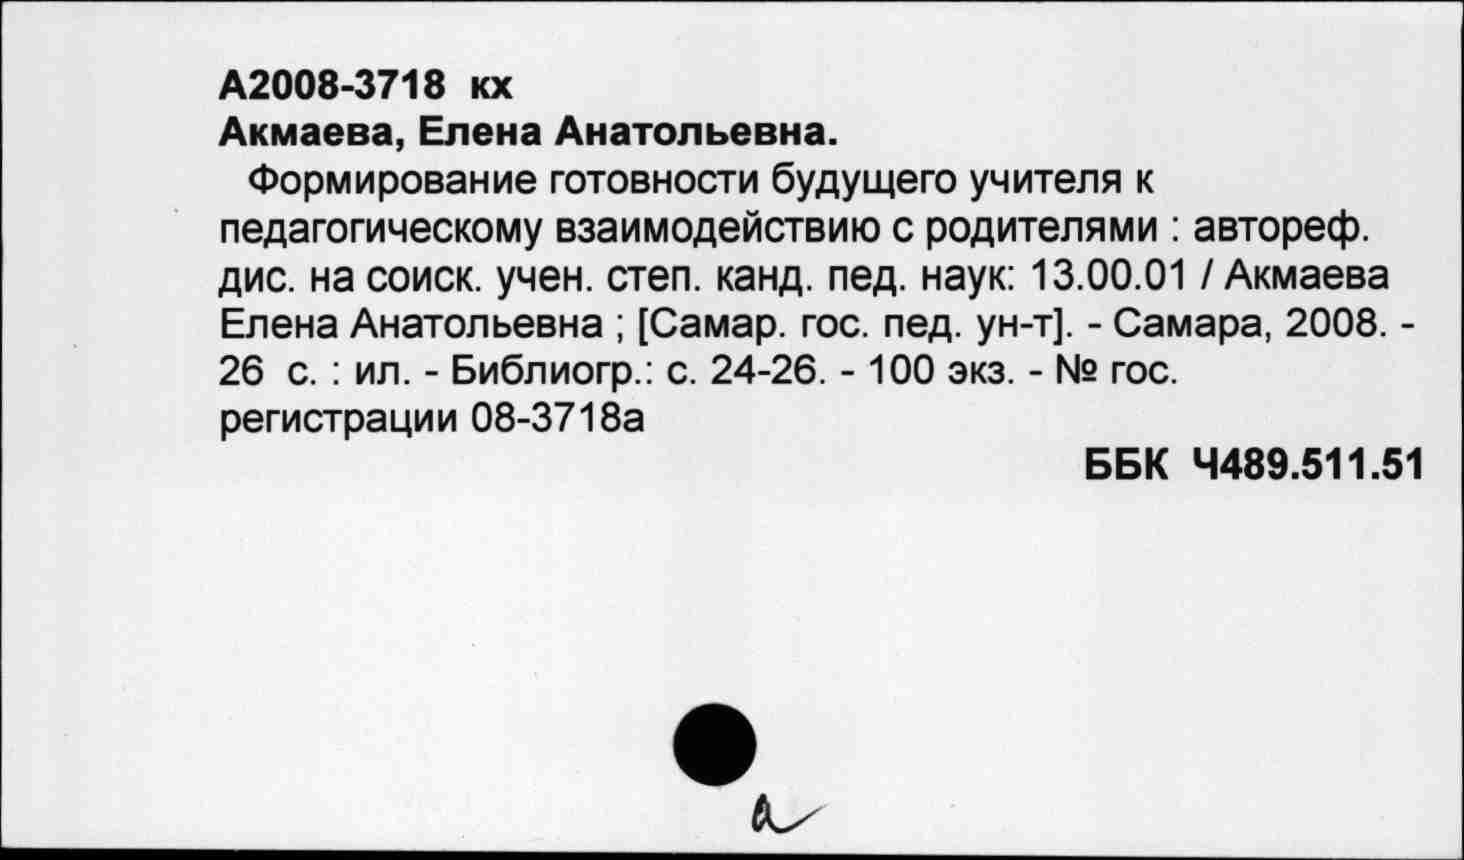 А2008-3718 кх
Акмаева, Елена Анатольевна.
Формирование готовности будущего учителя к
педагогическому взаимодействию с родителями : автореф.
дис. на соиск. учен. степ. канд. пед. наук: 13.00.01 / Акмаева
Елена Анатольевна ; [Самар. гос. пед. ун-т]. - Самара, 2008. -
26 с. : ил. - Библиогр.: с. 24-26. - 100 экз. - № гос.
регистрации 08-3718а
ББК Ч489.511.51
а